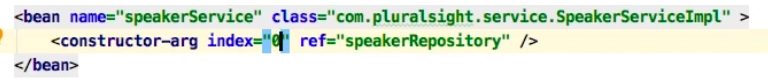 <bean name="speakerService" class="com.pluralsight.service.SpeakerServiceImpl" >
<constructor-arg index="0" ref="speakerRepository" />
</bean>